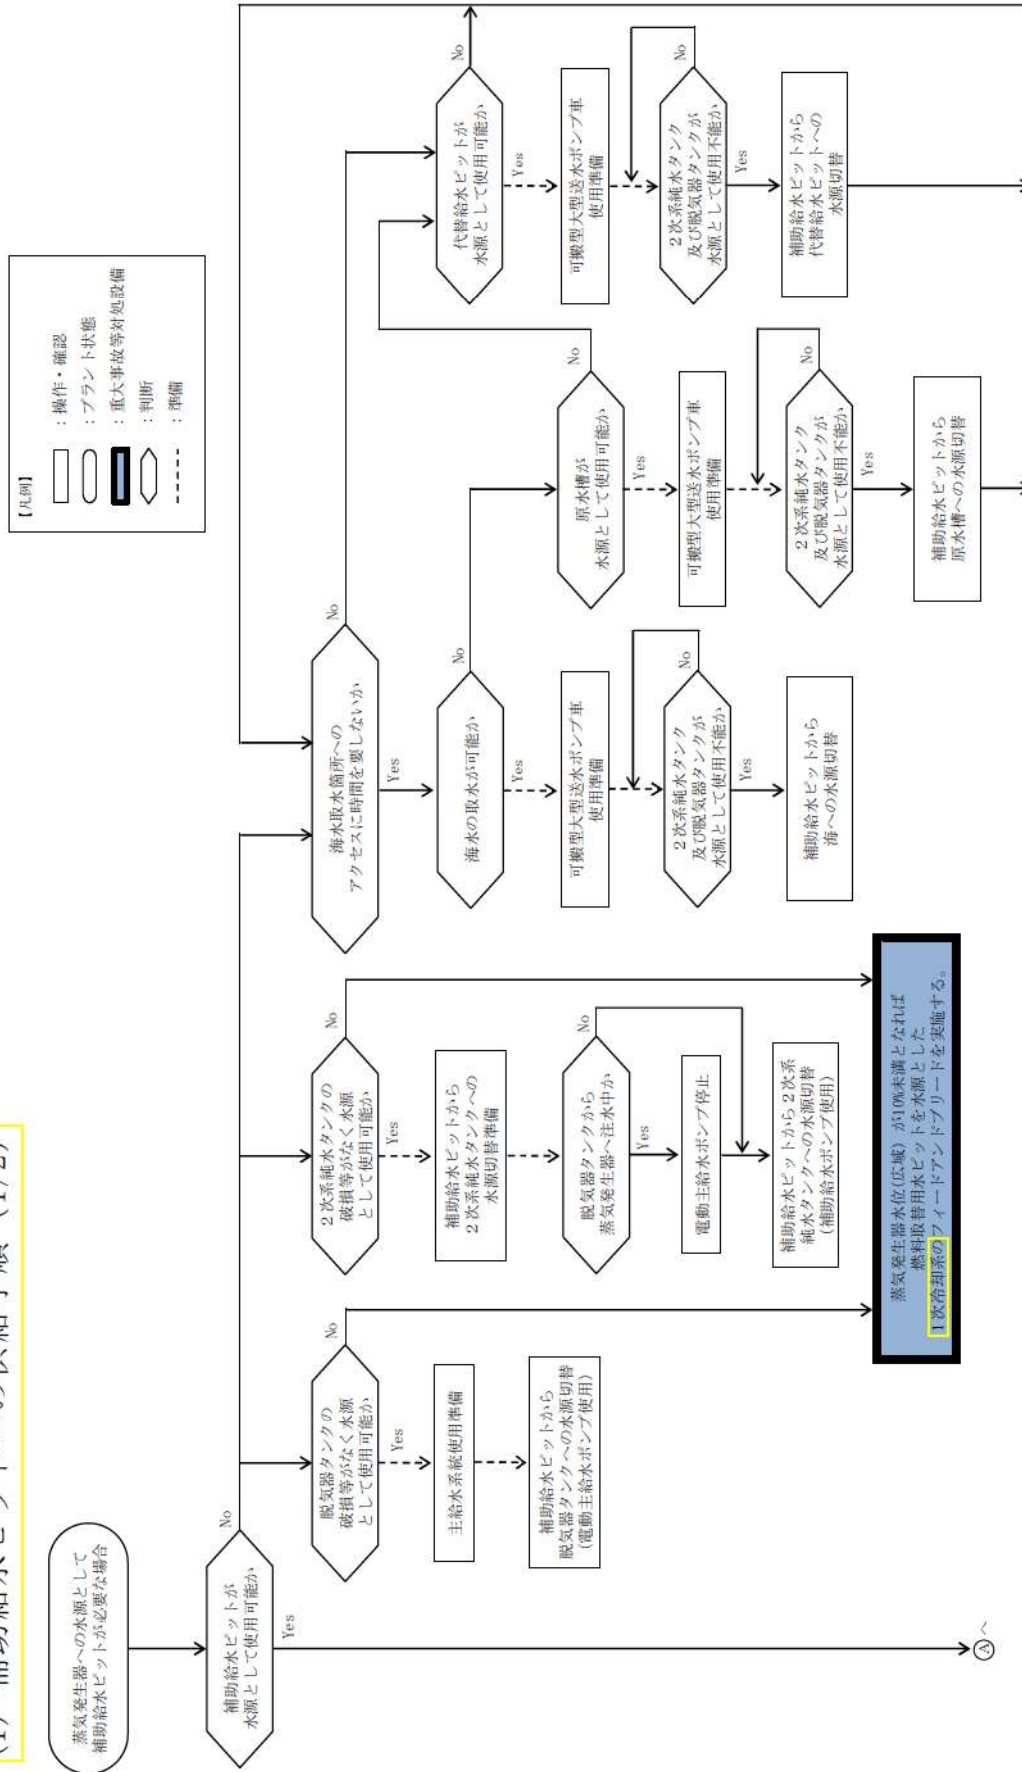 蒸気発生器への水源として
補助給水ピットが必要な場合
補助給水ピットが
水源として使用可能か
No
Yes
Ⓐへ
脱気器タンクの
破損等がなく水源
として使用可能か
No
Yes
主給水系統使用準備
補助給水ピットから
脱気器タンクへの水源切替
(電動主給水ポンプ使用)
2次系純水タンクの
破損等がなく水源
として使用可能か
No
Yes
補助給水ピットから
2次系純水タンクへの
水源切替準備
脱気器タンクから
蒸気発生器へ注水中か
No
Yes
電動主給水ポンプ停止
補助給水ピットから2次系
純水タンクへの水源切替
(補助給水ポンプ使用)
蒸気発生器水位(広域)が10%未満となれば
燃料取替用水ピットを水源とした
1次冷却系のフィードアンドブリードを実施する。
海水取水箇所への
アクセスに時間を要しないか
No
Yes
海水の取水が可能か
No
Yes
可搬型大型送水ポンプ車
使用準備
2次系純水タンク
及び脱気器タンクが
水源として使用不能か
No
Yes
補助給水ピットから
海への水源切替
原水槽が
水源として使用可能か
No
Yes
可搬型大型送水ポンプ車
使用準備
2次系純水タンク
及び脱気器タンクが
水源として使用不能か
No
Yes
補助給水ピットから
原水槽への水源切替
代替給水ピットが
水源として使用可能か
No
Yes
可搬型大型送水ポンプ車
使用準備
2次系純水タンク
及び脱気器タンクが
水源として使用不能か
No
Yes
補助給水ピットから
代替給水ピットへの
水源切替
【凡例】
：操作・確認
：プラント状態
：重大事故等対処設備
：判断
：準備